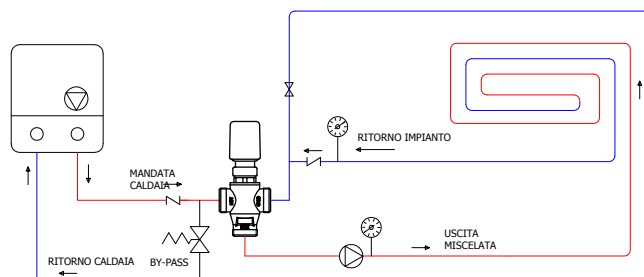 RITORNO IMPIANTO
MANDATA
CALDAIA
USCITA
MISCELATA
RITORNO CALDAIA
BY-PASS